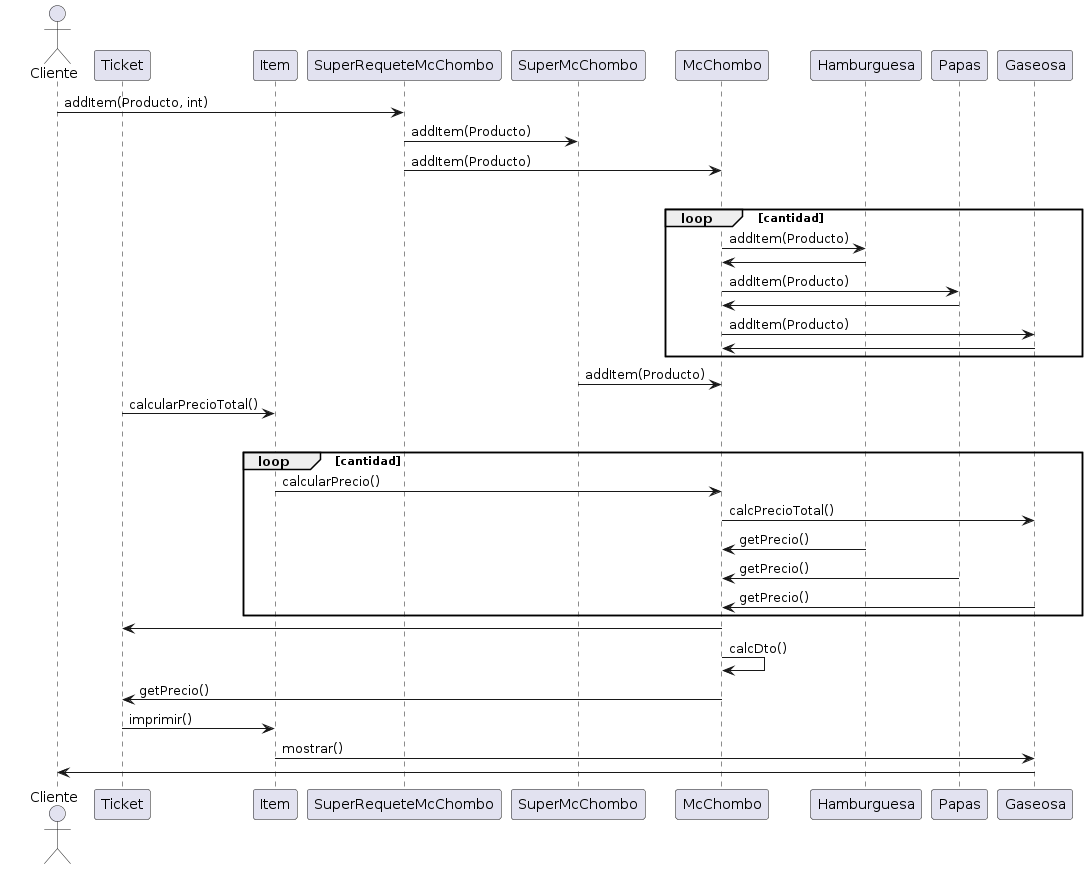 Cliente
Ticket
Item
SuperRequeteMcChombo
SuperMcChombo
McChombo
Hamburguesa
Papas
Gaseosa
addItem(Producto, int)
addItem(Producto)
addItem(Producto)
loop [cantidad]
addItem(Producto)
addItem(Producto)
addItem(Producto)
addItem(Producto)
calcularPrecioTotal()
loop [cantidad]
calcularPrecio()
calcPrecioTotal()
getPrecio()
getPrecio()
getPrecio()
calcDto()
getPrecio()
imprimir()
mostrar()
Cliente
Ticket
Item
SuperRequeteMcChombo
SuperMcChombo
McChombo
Hamburguesa
Papas
Gaseosa